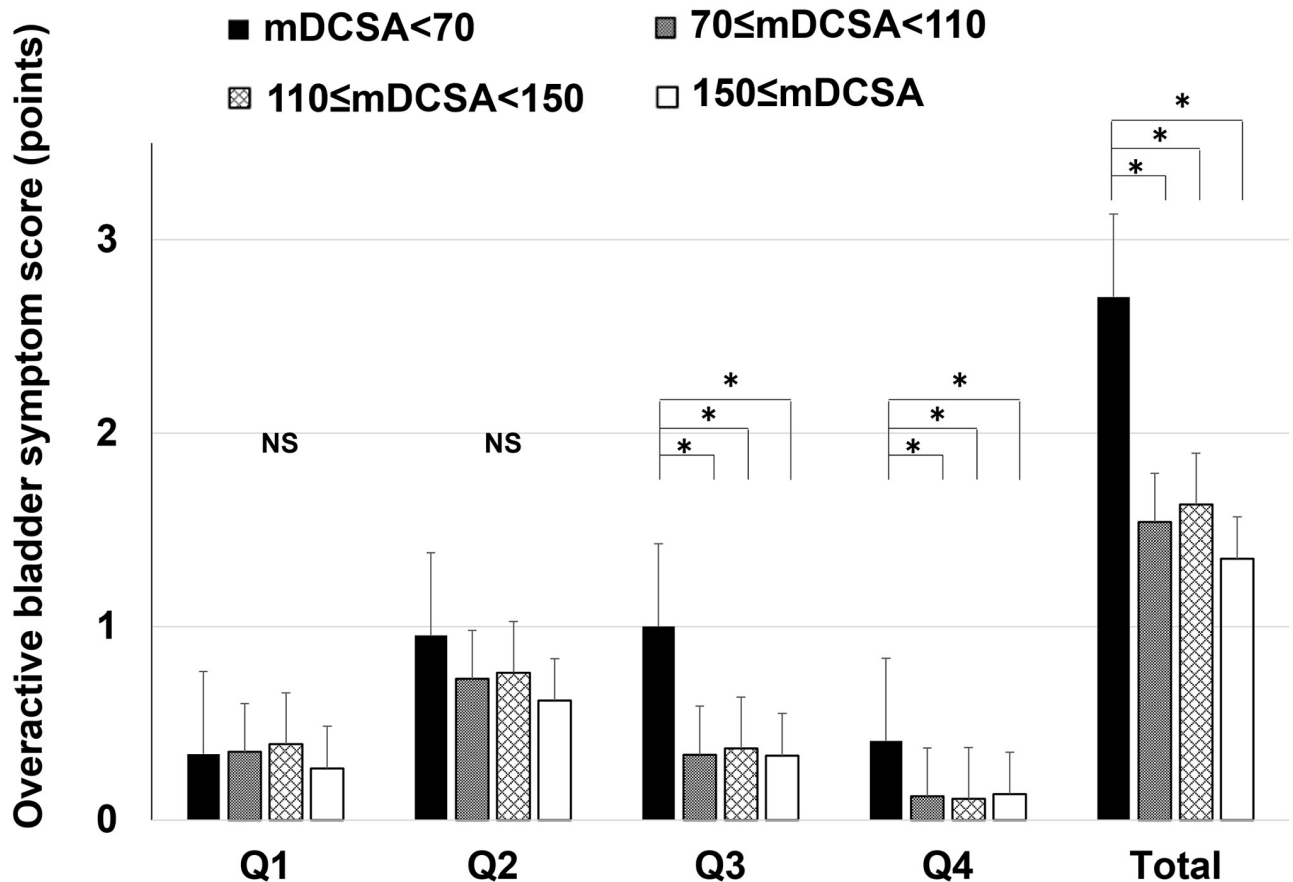 mDCSA<70 70≤mDCSA<110
110≤mDCSA<150 150≤mDCSA
Overactive bladder symptom score (points)
3
2
1
0
NS
NS
*
*
*
*
*
*
*
*
*
Q1 Q2 Q3 Q4 Total